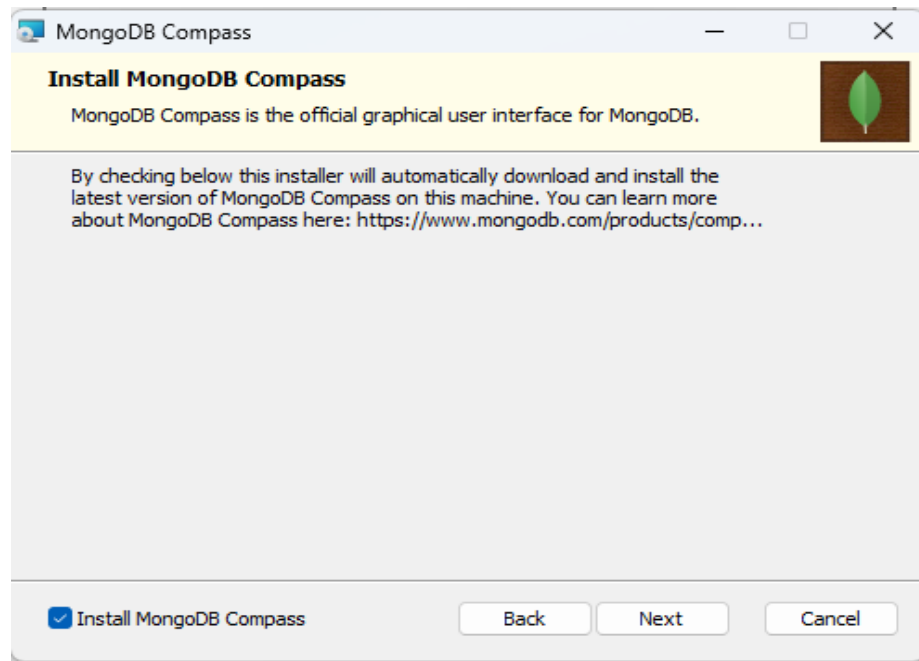 MongoDB Compass
Install MongoDB Compass
MongoDB Compass is the official graphical user interface for MongoDB.
By checking below this installer will automatically download and install the
latest version of MongoDB Compass on this machine. You can learn more
about MongoDB Compass here: https://www.mongodb.com/products/comp...
Install MongoDB Compass Back Next Cancel